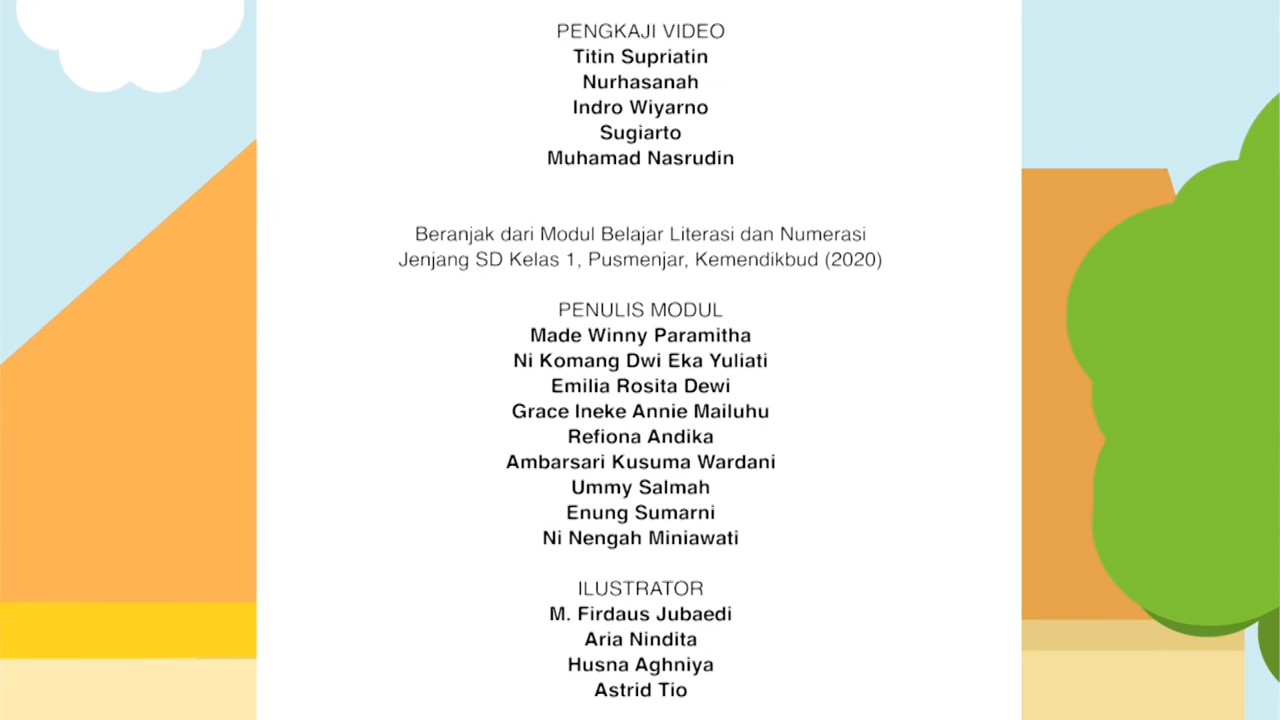 PENGKAJI VIDEO
Titin Supriatin
Nurhasanah
Indro Wiyarno
Sugiarto
Muhamad Nasrudin
Beranjak dari Modul Belajar Literasi dan Numerasi
Jenjang SD Kelas 1, Pusmenjar, Kemendikbud (2020)
PENULIS MODUL
Made Winny Paramitha
Ni Komang Dwi Eka Yuliati
Emilia Rosita Dewi
Grace Ineke Annie Mailuhu
Refiona Andika
Ambarsari Kusuma Wardani
Ummy Salmah
Enung Sumarni
Ni Nengah Miniawati
ILUSTRATOR
M. Firdaus Jubaedi
Aria Nindita
Husna Aghniya
Astrid Tio